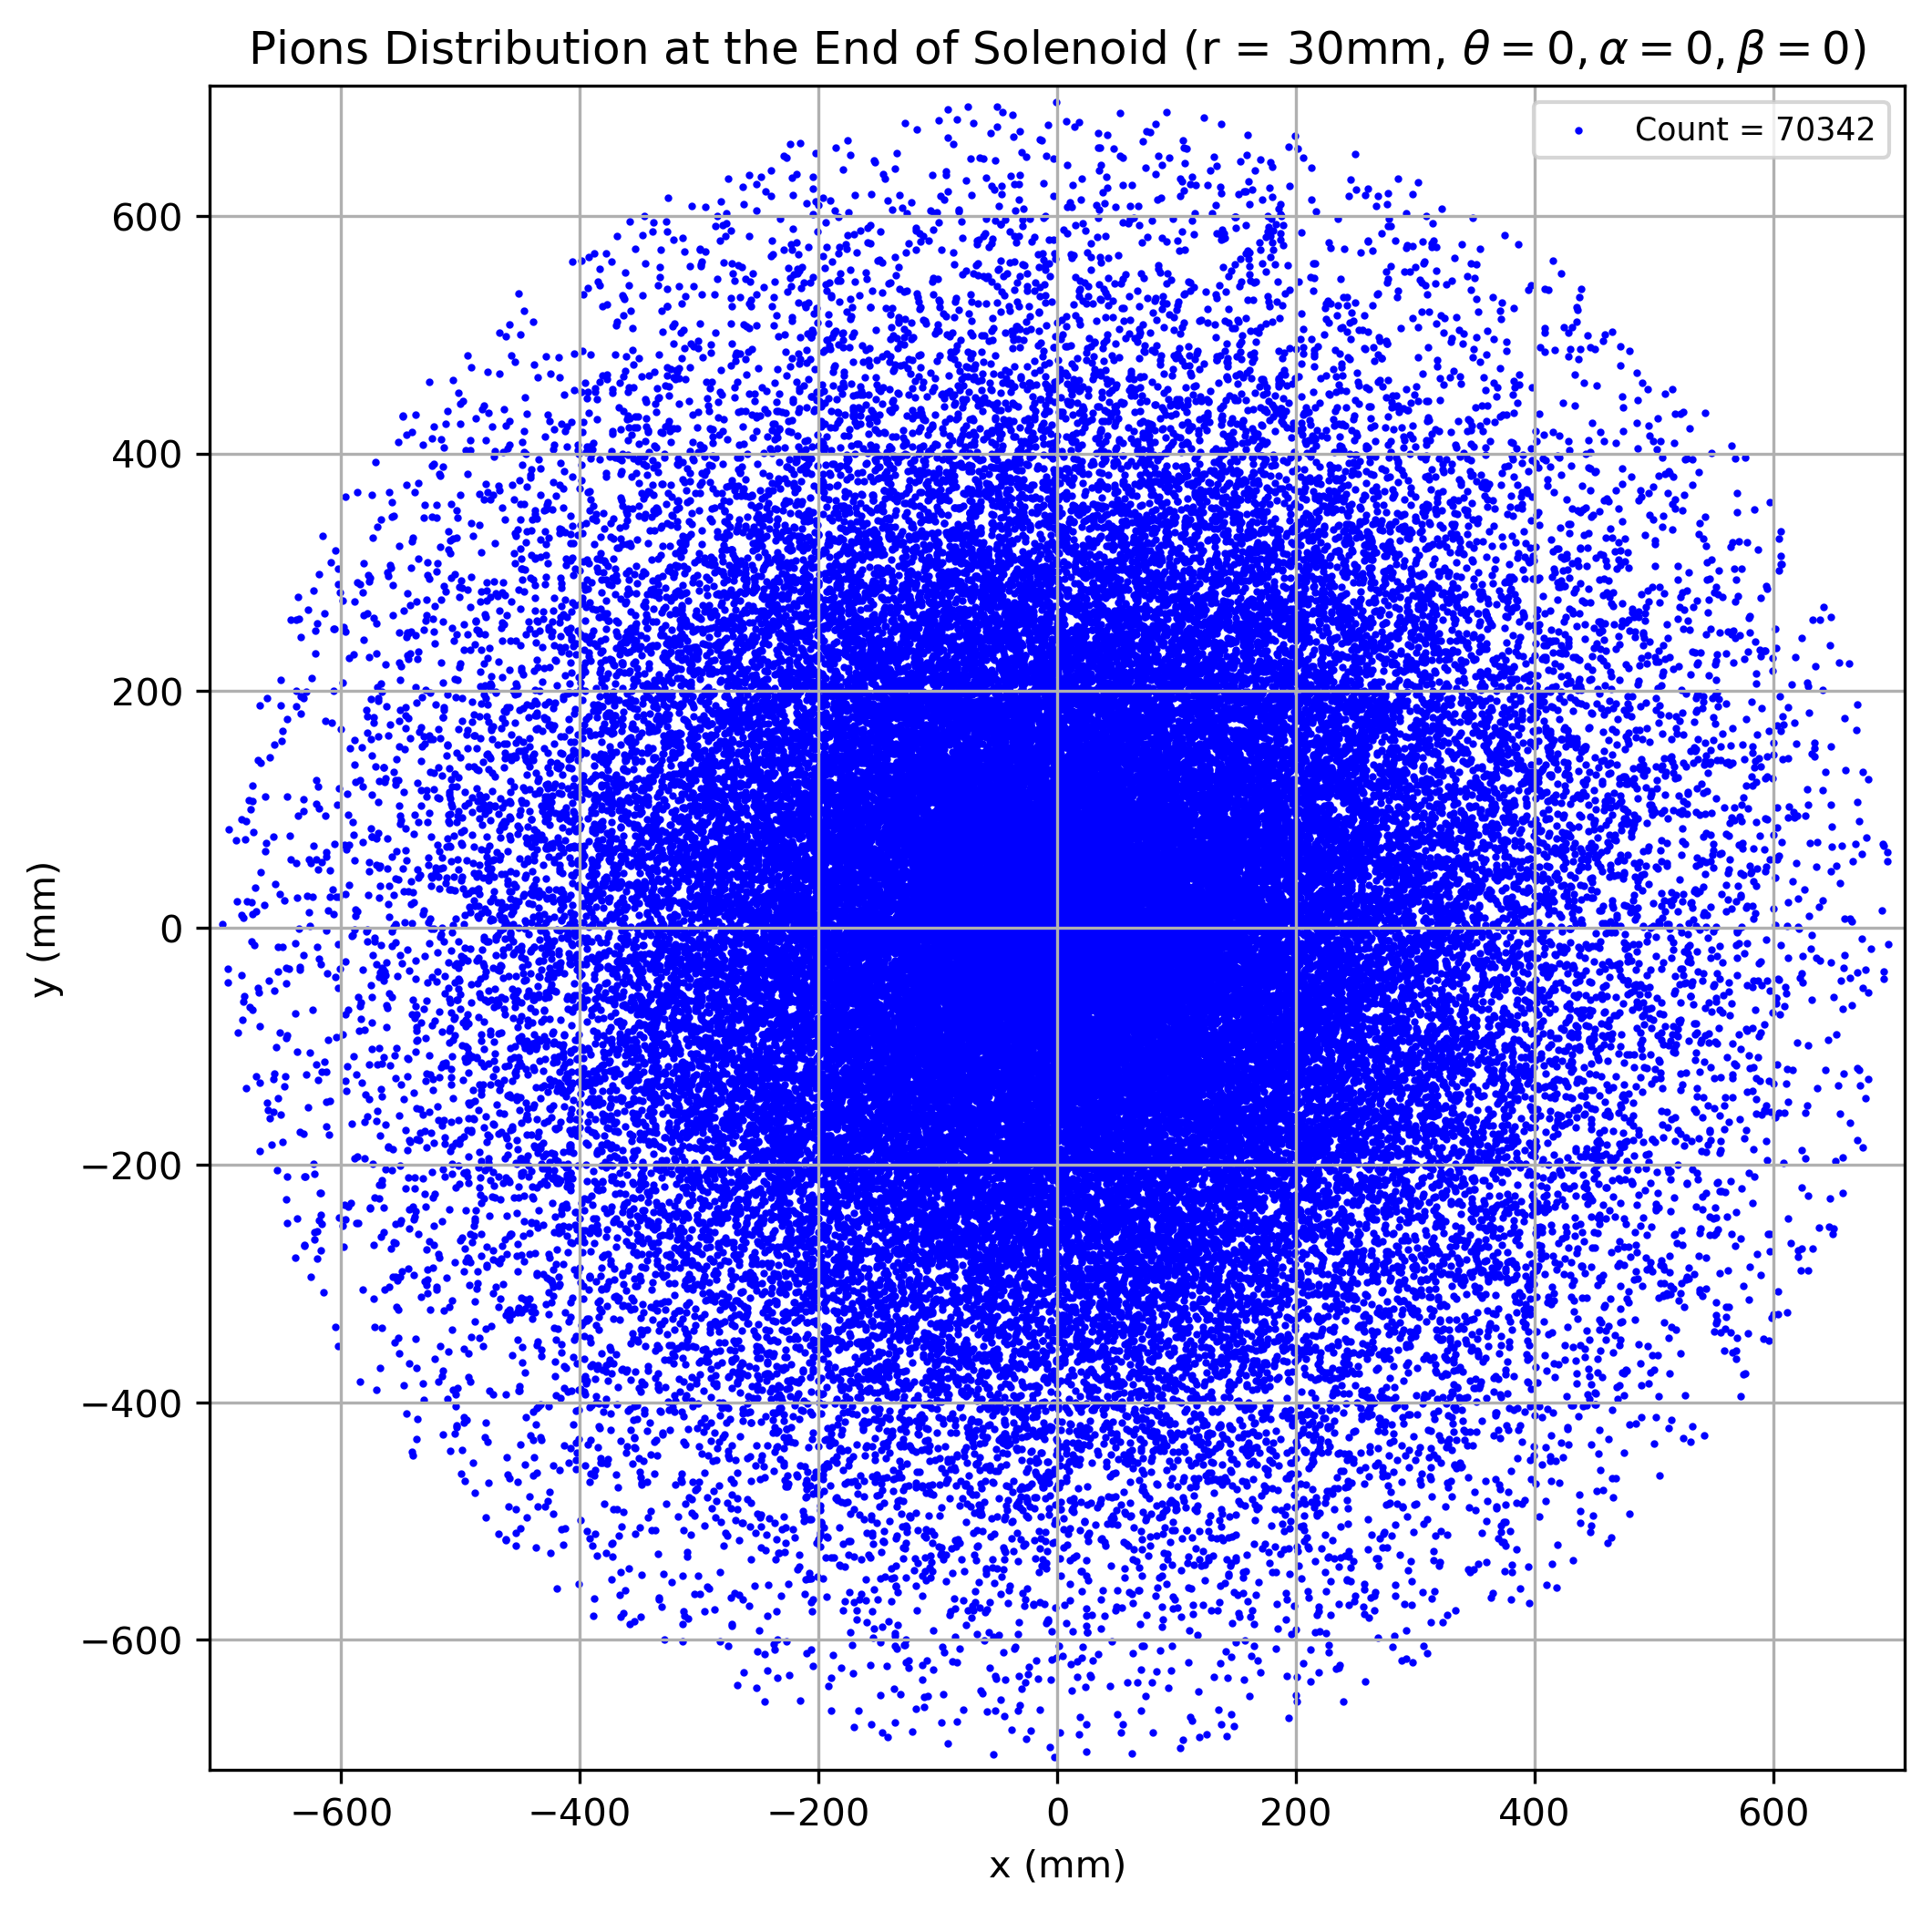 Pions Distribution at the End of Solenoid (r = 30mm, θ = 0, α = 0, β = 0)
Count = 70342
y (mm)
600
400
200
0
−200
−400
−600
−600 −400 −200 0 200 400 600
x (mm)